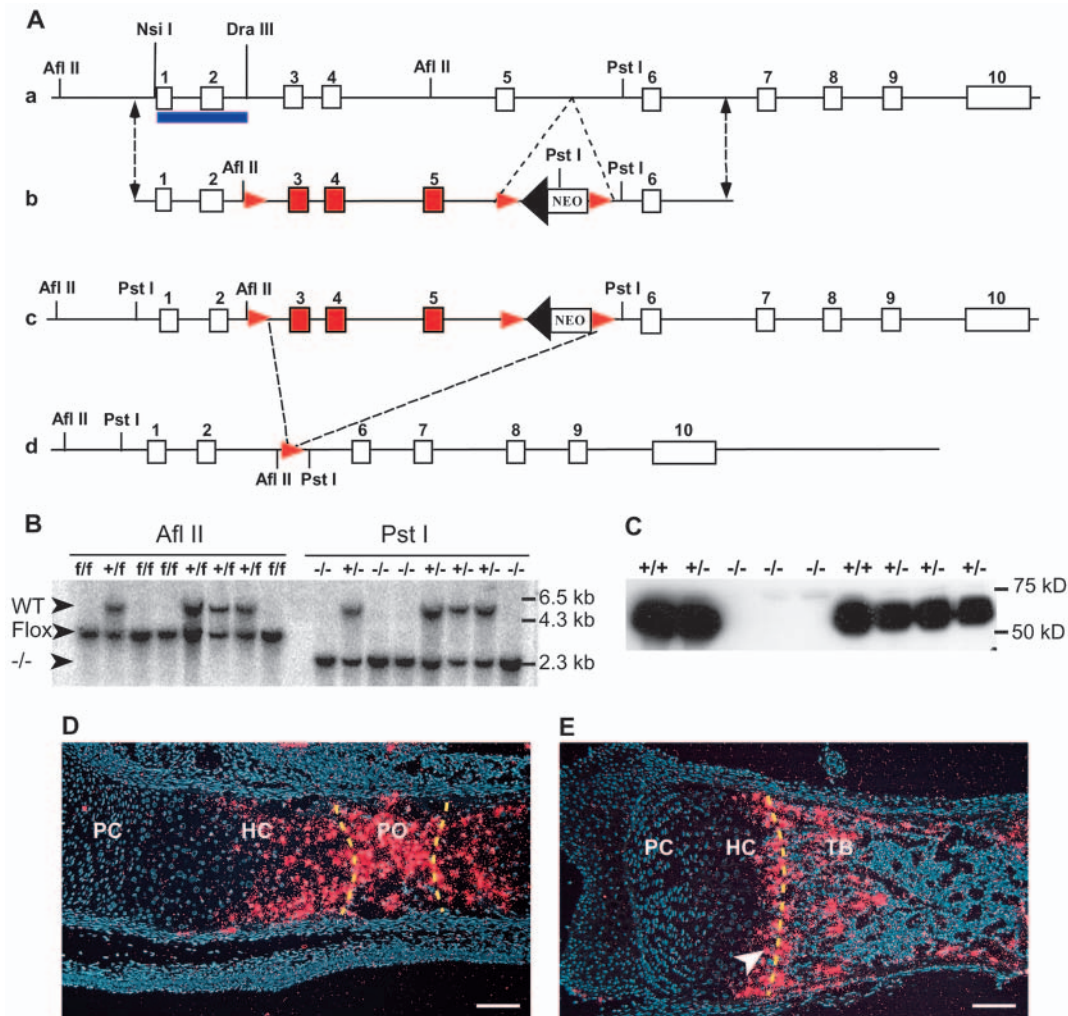 A
Nsi I Dra III
Afl II Afl II Pst I
1 2 3 4 5 6 7 8 9 10
a
Afl II Pst I Pst I
1 2 3 4 5 6
b NEO
Afl II Pst I Afl II Pst I
1 2 3 4 5 6 7 8 9 10
c NEO
Afl II Pst I
1 2 6 7 8 9 10
d
Afl II Pst I
B
Afl II Pst I
f/f +/f f/f f/f +/f +/f +/f f/f -/- +/- -/- -/- +/- +/- +/- -/-
WT 6.5 kb
4.3 kb
Flox
-/- 2.3 kb
C
+/+ +/- -/- -/- -/- +/+ +/- +/- +/-
75 kD
50 kD
D
PC HC PO
E
PC HC TB